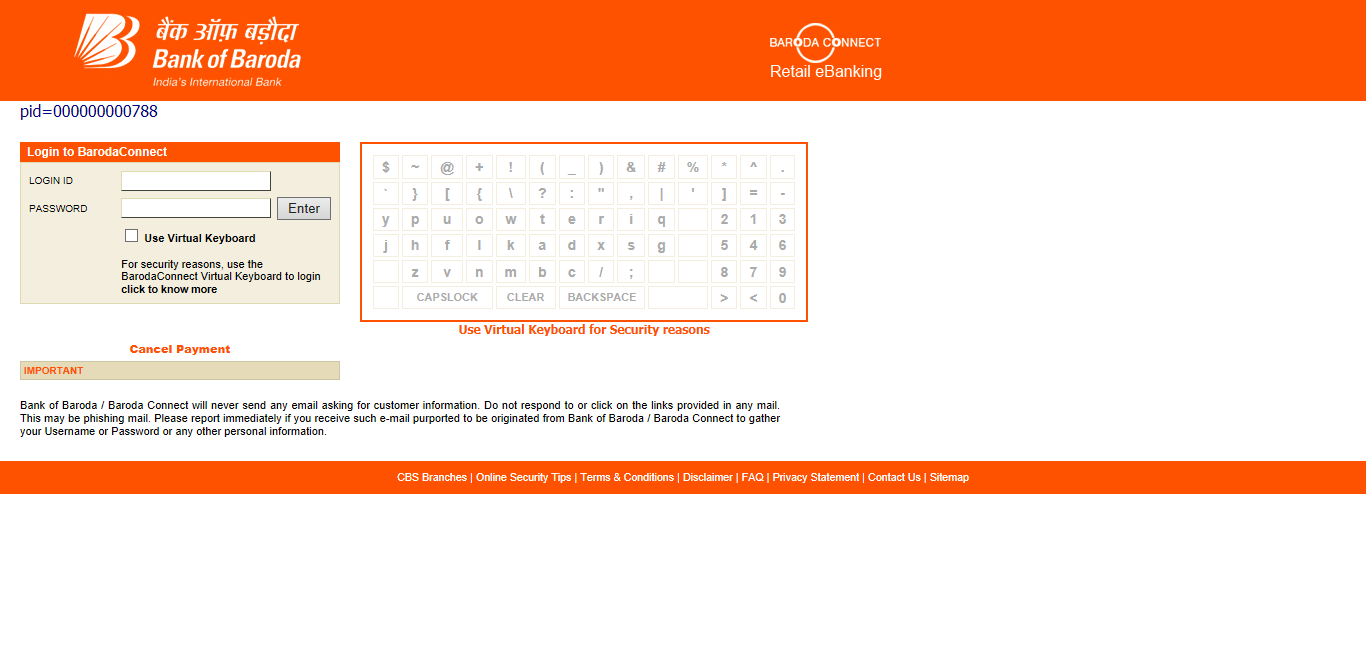 बैंक ऑफ़ बड़ौदा
Bank of Baroda
India's International Bank
BARODA CONNECT
Retail eBanking
pid=000000000788
Login to BarodaConnect
LOGIN ID
PASSWORD
Enter
Use Virtual Keyboard
For security reasons, use the
BarodaConnect Virtual Keyboard to login
click to know more
$ ~ @ + ! ( _ ) & # % * ^ .
` } [ { \ ? : " , | ' ] = -
y p u o w t e r i q 2 1 3
j h f l k a d x s g 5 4 6
z v n m b c / ; 8 7 9
CAPSLOCK CLEAR BACKSPACE > < 0
Use Virtual Keyboard for Security reasons
Cancel Payment
IMPORTANT
Bank of Baroda / Baroda Connect will never send any email asking for customer information. Do not respond to or click on the links provided in any mail.
This may be phishing mail. Please report immediately if you receive such e-mail purported to be originated from Bank of Baroda / Baroda Connect to gather
your Username or Password or any other personal information.
CBS Branches | Online Security Tips | Terms & Conditions | Disclaimer | FAQ | Privacy Statement | Contact Us | Sitemap